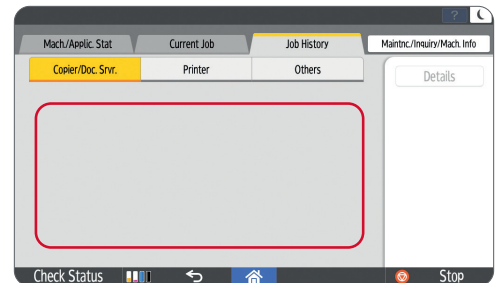 ?
Mach./Applic. Stat Current Job Job History Maintnc./Inquiry/Mach. Info
Copier/Doc. Srvr. Printer Others Details
Check Status Stop